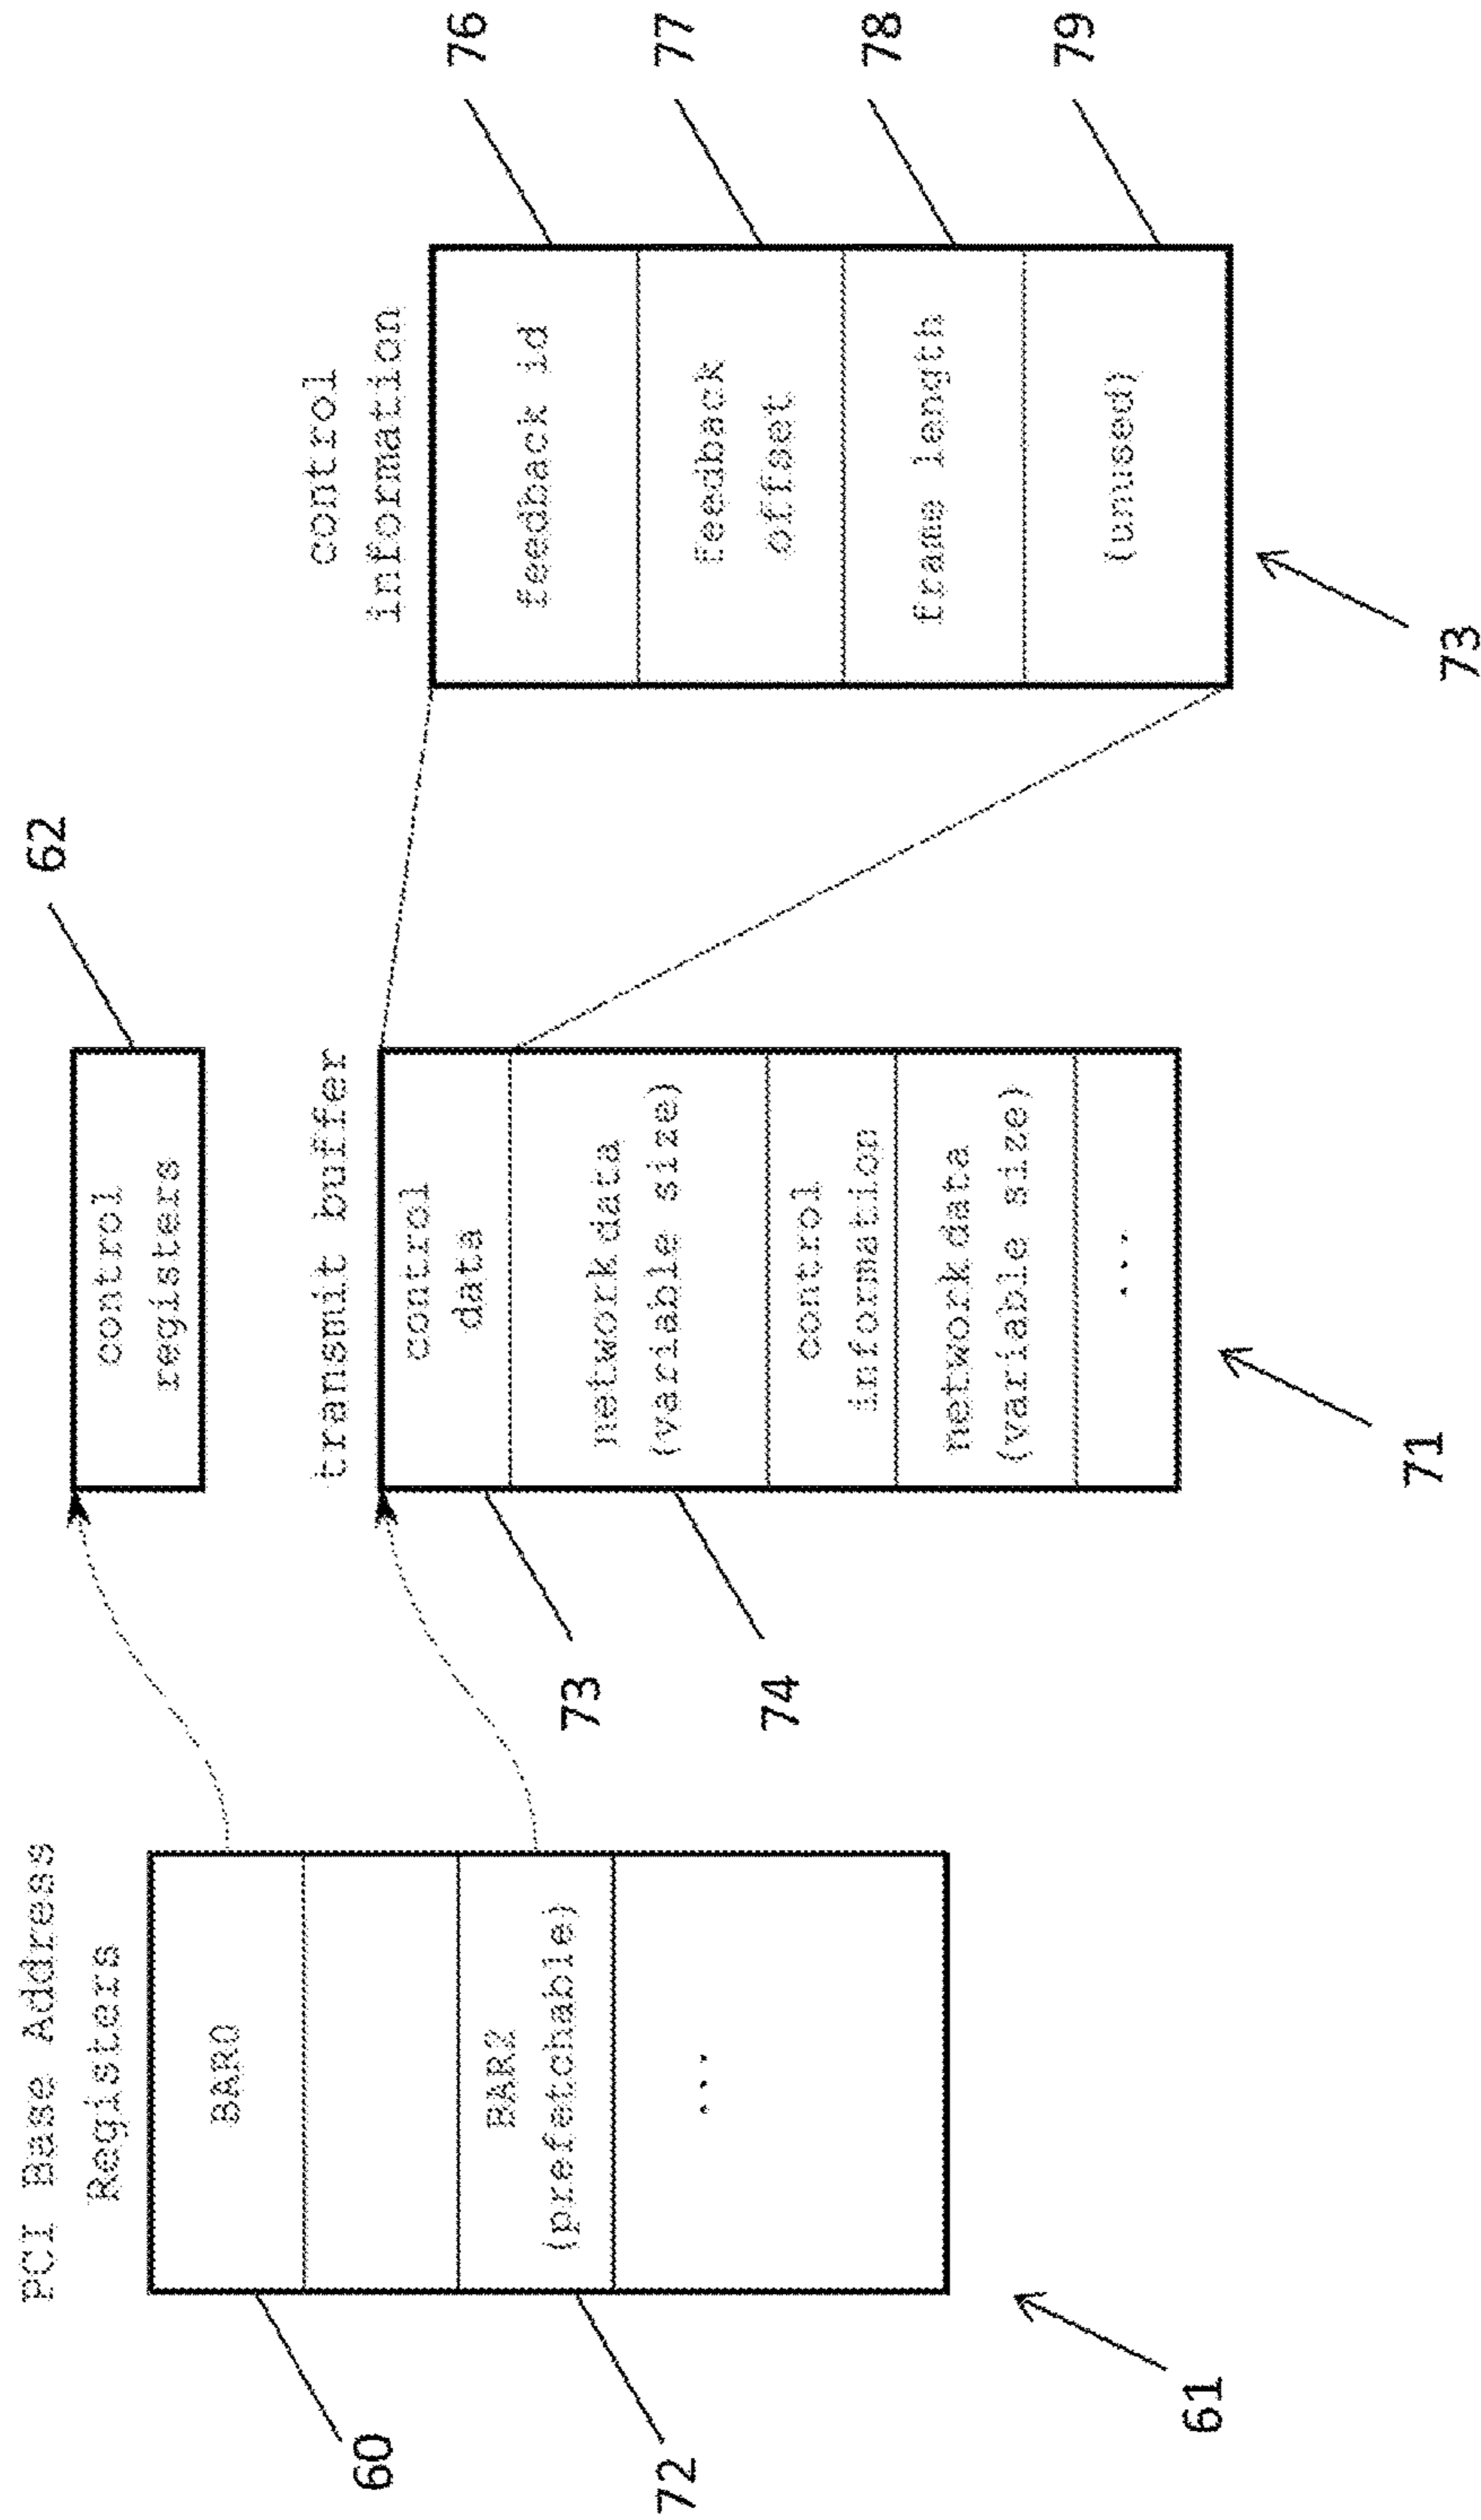 PCI Base Address
Registers
BAR0
BAR2
(prefetchable)
...
60
72
61
control
registers
62
transmit buffer
control
data
network data
(variable size)
control
information
network data
(variable size)
...
73
74
71
control
information
feedback id
feedback
offset
frame length
(unused)
76
77
78
79
73